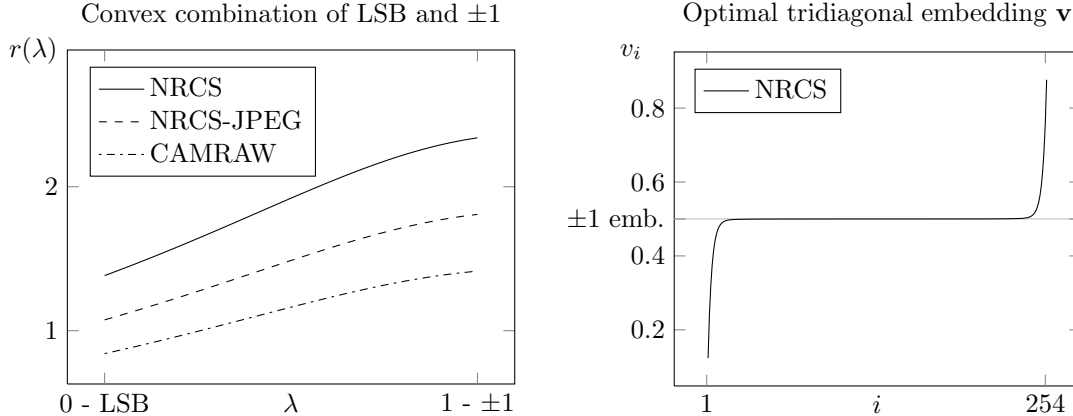 Convex combination of LSB and ±1
r(λ)
NRCS
NRCS-JPEG
CAMRAW
2
1
0 - LSB
λ
1 - ±1
Optimal tridiagonal embedding v
vᵢ
NRCS
0.8
0.6
±1 emb.
0.4
0.2
1
i
254